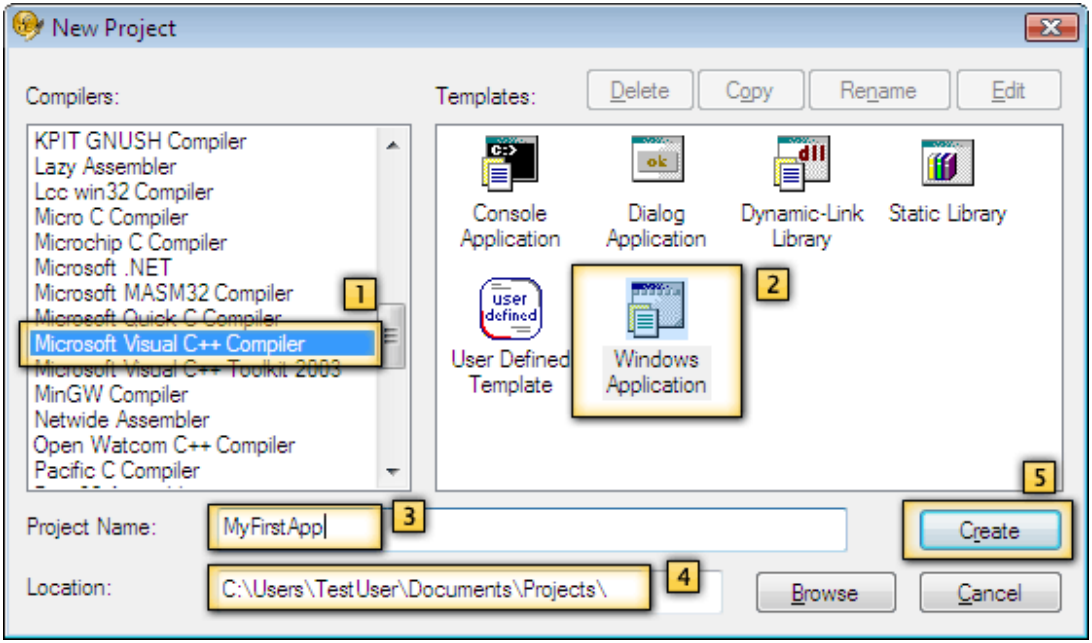 New Project
Compilers:
Templates:
Delete
Copy
Rename
Edit
KPIT GNUSH Compiler
Lazy Assembler
Lcc win32 Compiler
Micro C Compiler
Microchip C Compiler
Microsoft .NET
Microsoft MASM32 Compiler
Microsoft Quick C Compiler
Microsoft Visual C++ Compiler
Microsoft Visual C++ Toolkit 2003
MinGW Compiler
Netwide Assembler
Open Watcom C++ Compiler
Pacific C Compiler
1
C:>
Console
Application
ok
Dialog
Application
dll
Dynamic-Link
Library
Static Library
user
defined
User Defined
Template
Windows
Application
2
Project Name:
MyFirstApp
3
5
Create
Location:
C:\Users\TestUser\Documents\Projects\
4
Browse
Cancel